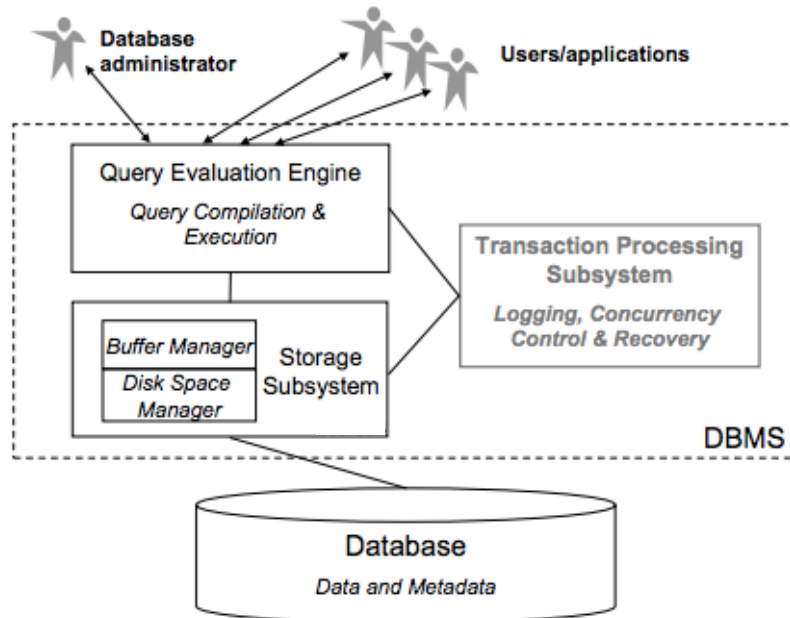 Database
administrator
Users/applications
Query Evaluation Engine
Query Compilation &
Execution
Transaction Processing
Subsystem
Logging, Concurrency
Control & Recovery
Buffer Manager
Disk Space
Manager
Storage
Subsystem
DBMS
Database
Data and Metadata